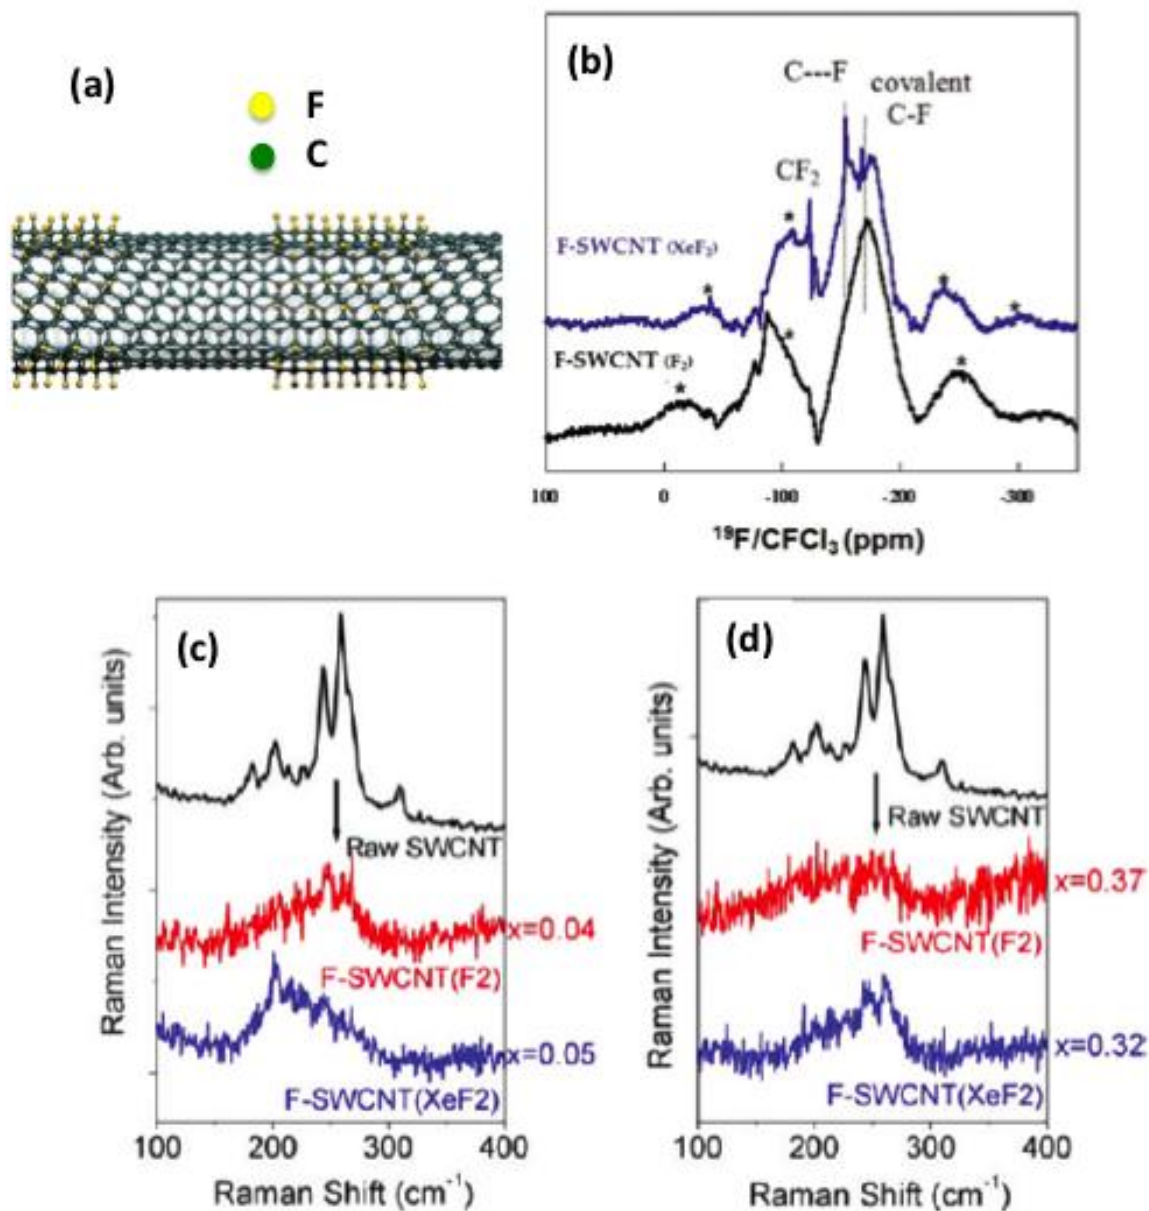 (a)
F
C
(b)
C---F
covalent
C-F
CF₂
* * * *
F-SWCNT (XeF₂)
F-SWCNT (F₂)
* * *
100 0 -100 -200 -300
¹⁹F/CFCl₃ (ppm)
(c)
Raman Intensity (Arb. units)
Raw SWCNT
x=0.04
F-SWCNT(F2)
x=0.05
F-SWCNT(XeF2)
100 200 300 400
Raman Shift (cm⁻¹)
(d)
Raman Intensity (Arb. units)
Raw SWCNT
x=0.37
F-SWCNT(F2)
x=0.32
F-SWCNT(XeF2)
100 200 300 400
Raman Shift (cm⁻¹)